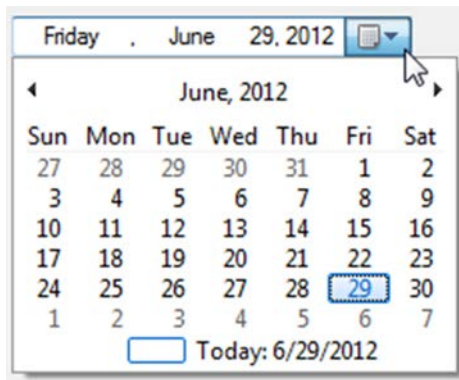 Friday , June 29, 2012
June, 2012
Sun Mon Tue Wed Thu Fri Sat
27 28 29 30 31 1 2
3 4 5 6 7 8 9
10 11 12 13 14 15 16
17 18 19 20 21 22 23
24 25 26 27 28 29 30
1 2 3 4 5 6 7
Today: 6/29/2012